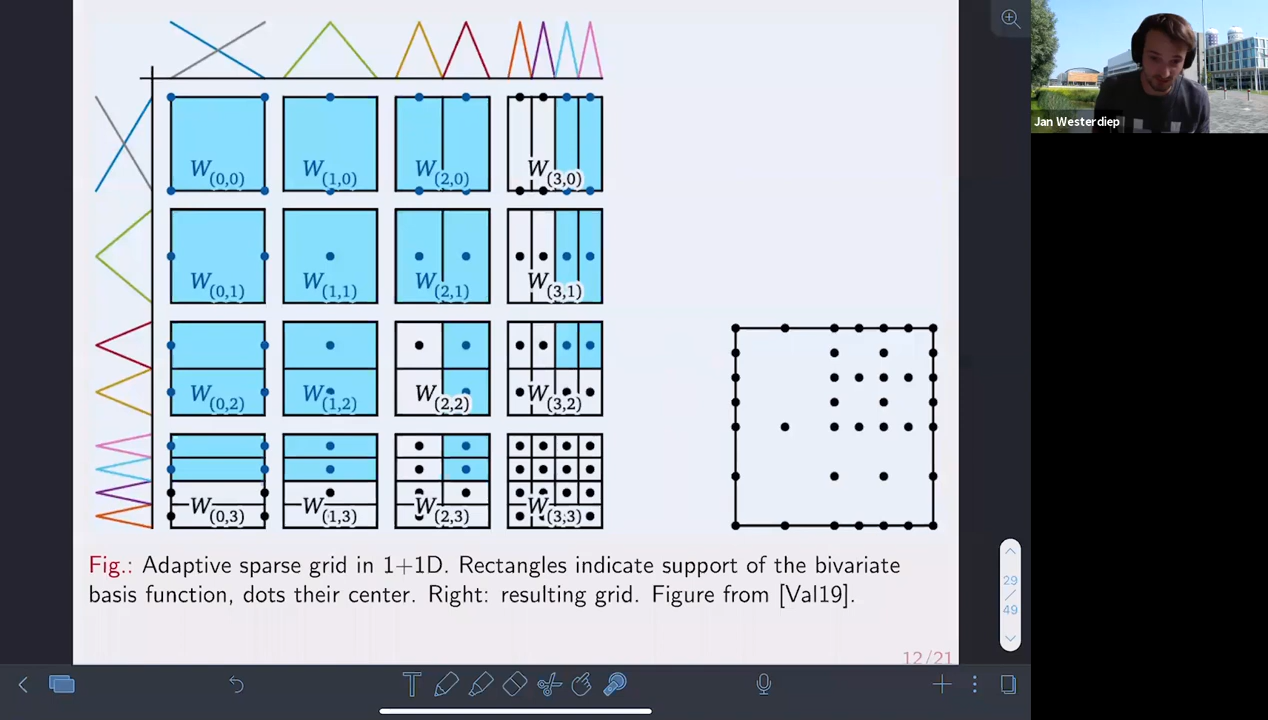 Jan Westerdiep
W(0,0) W(1,0) W(2,0) W(3,0)
W(0,1) W(1,1) W(2,1) W(3,1)
W(0,2) W(1,2) W(2,2) W(3,2)
W(0,3) W(1,3) W(2,3) W(3,3)
Fig.: Adaptive sparse grid in 1+1D. Rectangles indicate support of the bivariate
basis function, dots their center. Right: resulting grid. Figure from [Val19].
29
/
49
12/21
T